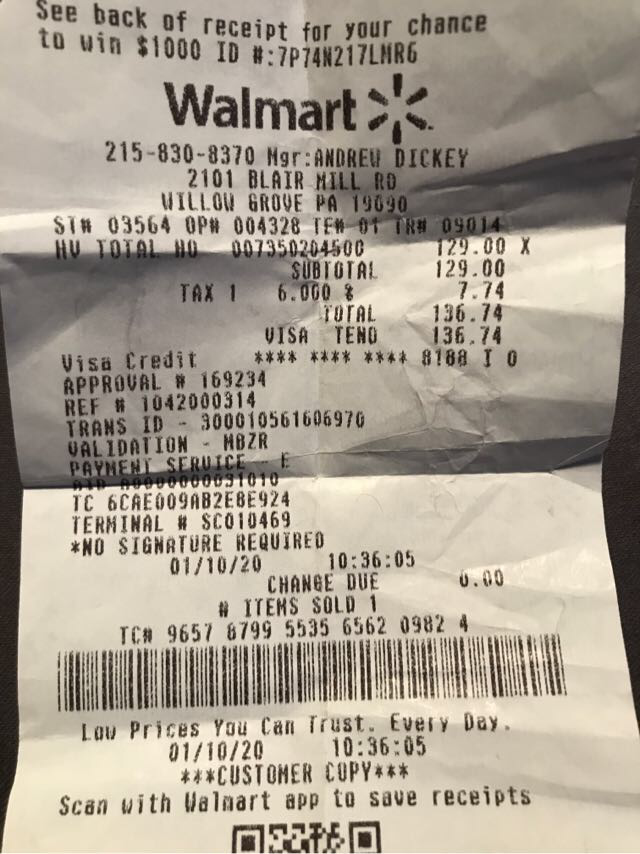 See back of receipt for your chance
to win $1000 ID #:7P74N217LMR6
Walmart
215-830-8370 Mgr:ANDREW DICKEY
2101 BLAIR MILL RD
WILLOW GROVE PA 19090
ST# 03564 OP# 004328 TE# 01 TR# 09014
HV TOTAL HO 007350204500 129.00 X
SUBTOTAL 129.00
TAX 1 6.000 % 7.74
TOTAL 136.74
VISA TEND 136.74
Visa Credit **** **** **** 8188 I 0
APPROVAL # 169234
REF # 1042000314
TRANS ID - 300010561606970
VALIDATION - MBZR
PAYMENT SERVICE - E
AID A0000000031010
TC 6CAE009AB2E8E924
TERMINAL # SC010469
*NO SIGNATURE REQUIRED
01/10/20 10:36:05
CHANGE DUE 0.00
# ITEMS SOLD 1
TC# 9657 8799 5535 6562 0982 4
Low Prices You Can Trust. Every Day.
01/10/20 10:36:05
***CUSTOMER COPY***
Scan with Walmart app to save receipts